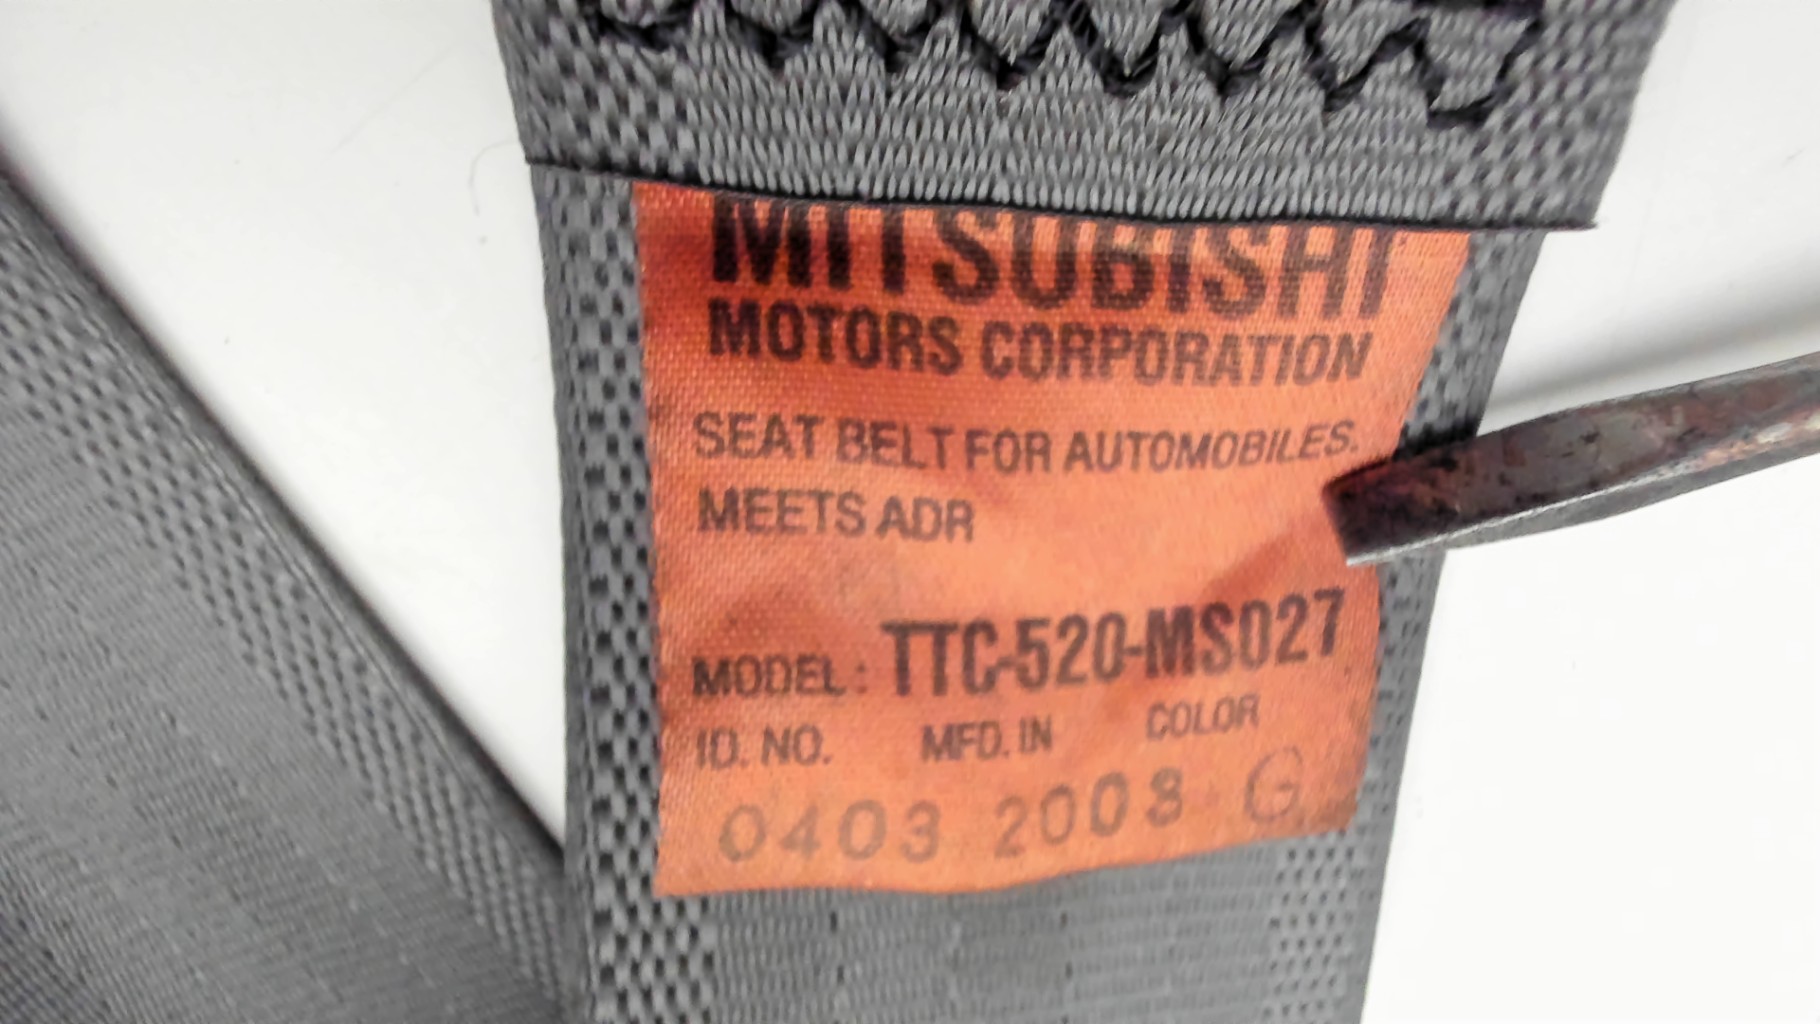 MITSUBISHI
MOTORS CORPORATION
SEAT BELT FOR AUTOMOBILES.
MEETS ADR
MODEL: TTC-520-MS027
ID. NO. MFD. IN COLOR
0403 2003 G